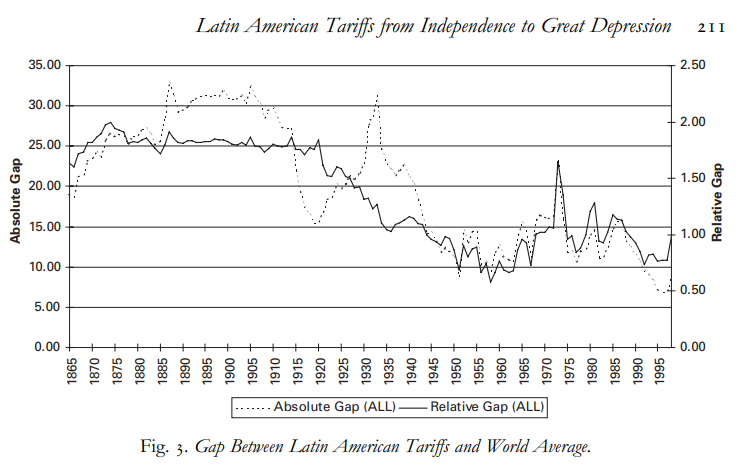 Latin American Tariffs from Independence to Great Depression 211
35.00 2.50
30.00 2.00
25.00
20.00 1.50
15.00 1.00
10.00
5.00 0.50
0.00 0.00
Absolute Gap
Relative Gap
1865 1870 1875 1880 1885 1890 1895 1900 1905 1910 1915 1920 1925 1930 1935 1940 1945 1950 1955 1960 1965 1970 1975 1980 1985 1990 1995
Absolute Gap (ALL) Relative Gap (ALL)
Fig. 3. Gap Between Latin American Tariffs and World Average.